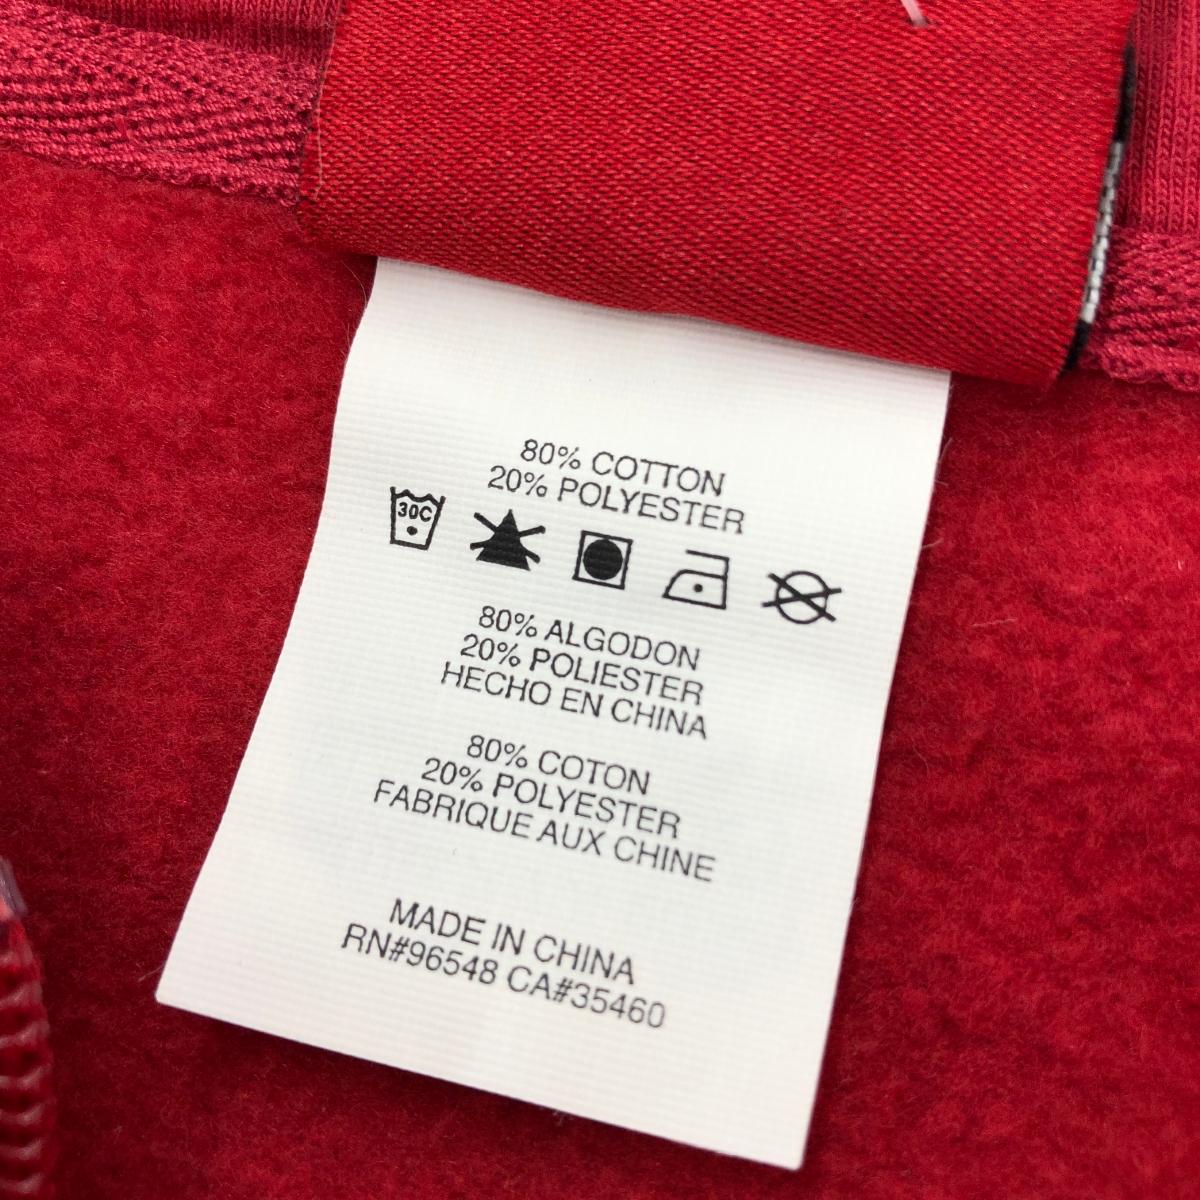 80% COTTON
20% POLYESTER
30C
80% ALGODON
20% POLIESTER
HECHO EN CHINA
80% COTON
20% POLYESTER
FABRIQUE AUX CHINE
MADE IN CHINA
RN#96548 CA#35460